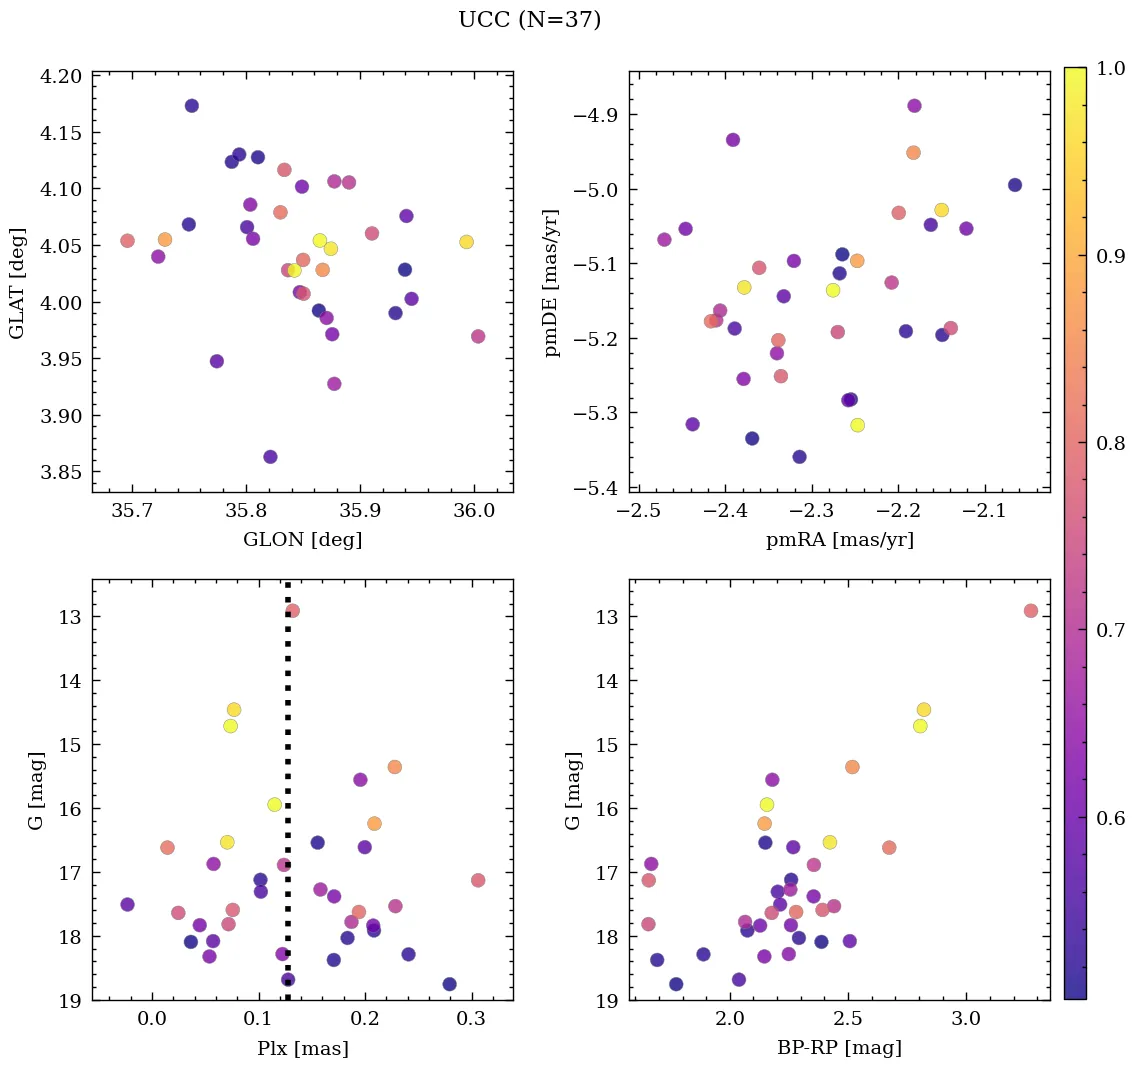 UCC (N=37)
4.20
4.15
4.10
4.05
4.00
3.95
3.90
3.85
GLAT [deg]
35.7 35.8 35.9 36.0
GLON [deg]
−4.9
−5.0
−5.1
−5.2
−5.3
−5.4
pmDE [mas/yr]
−2.5 −2.4 −2.3 −2.2 −2.1
pmRA [mas/yr]
1.0
0.9
0.8
0.7
0.6
13
14
15
16
17
18
19
G [mag]
0.0 0.1 0.2 0.3
Plx [mas]
13
14
15
16
17
18
19
G [mag]
2.0 2.5 3.0
BP-RP [mag]